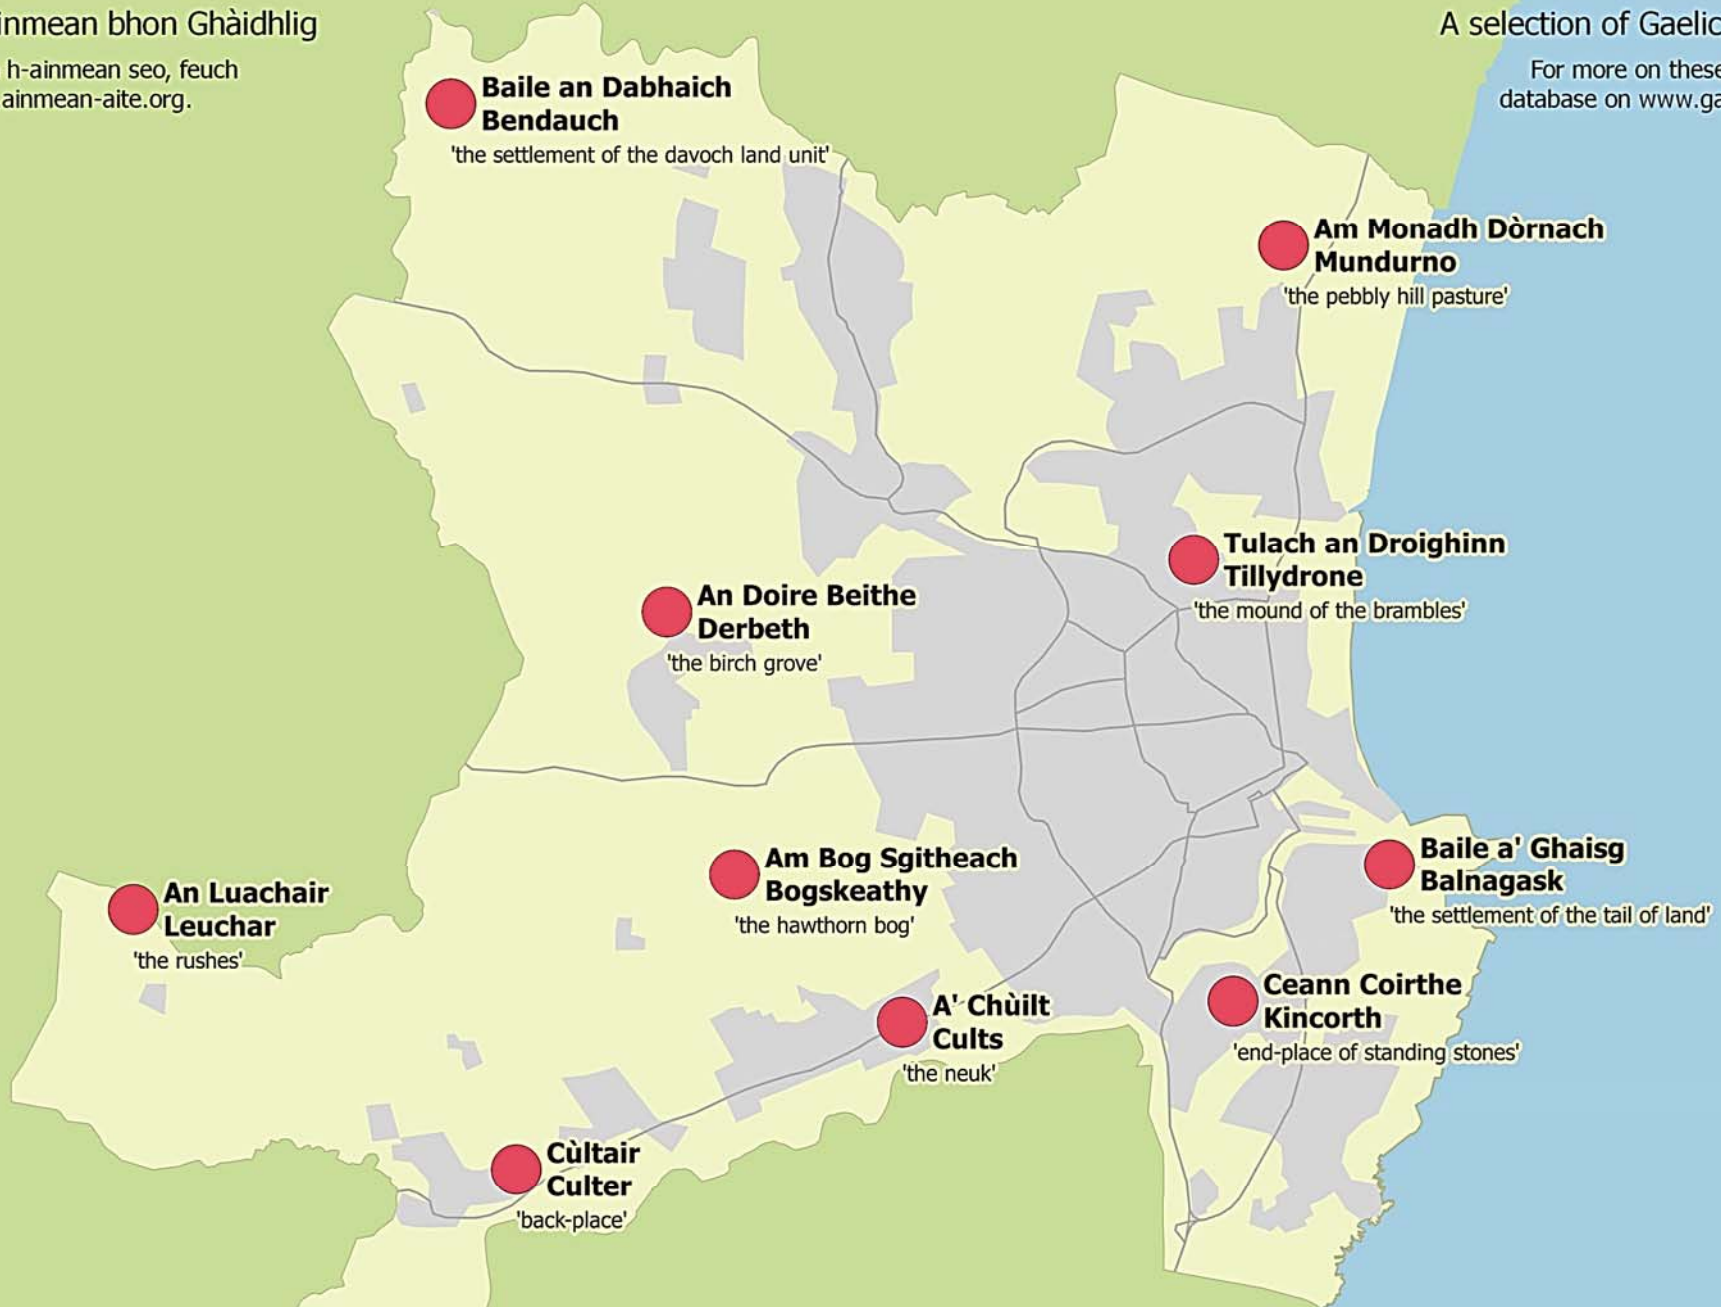 inmean bhon Ghàidhlig
h-ainmean seo, feuch
ainmean-aite.org.
A selection of Gaelic
For more on these
database on www.ga
Baile an Dabhaich
Bendauch
'the settlement of the davoch land unit'
Am Monadh Dòrnach
Mundurno
'the pebbly hill pasture'
Tulach an Droighinn
Tillydrone
'the mound of the brambles'
An Doire Beithe
Derbeth
'the birch grove'
Am Bog Sgitheach
Bogskeathy
'the hawthorn bog'
Baile a' Ghaisg
Balnagask
'the settlement of the tail of land'
An Luachair
Leuchar
'the rushes'
Ceann Coirthe
Kincorth
'end-place of standing stones'
A' Chùilt
Cults
'the neuk'
Cùltair
Culter
'back-place'